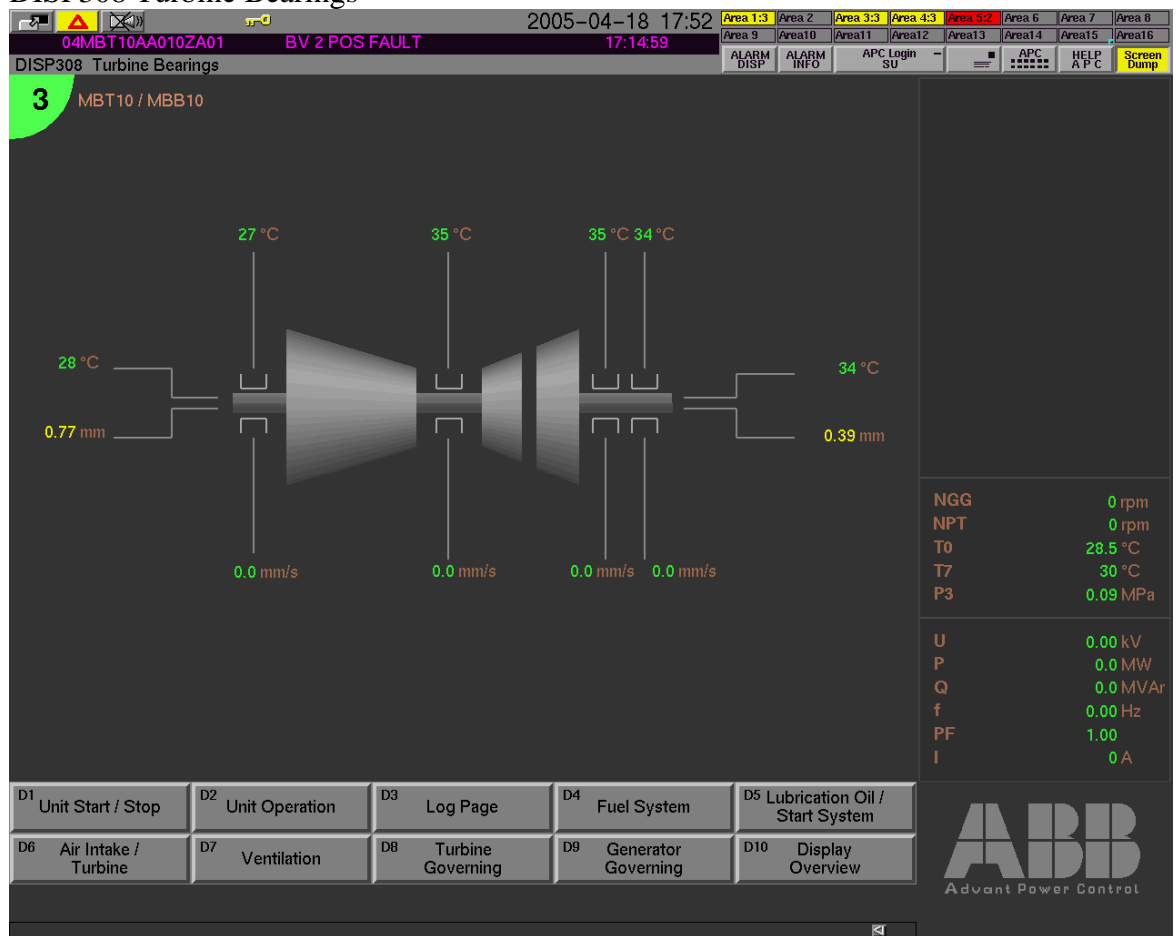 DISP308 Turbine Bearings
2005-04-18 17:52
Area 1:3 Area 2 Area 3:3 Area 4:3 Area 5:2 Area 6 Area 7 Area 8
04MBT10AA010ZA01 BV 2 POS FAULT 17:14:59
Area 9 Area10 Area11 Area12 Area13 Area14 Area15 Area16
DISP308 Turbine Bearings
ALARM DISP ALARM INFO APC Login SU APC HELP A P C Screen Dump
3 MBT10 / MBB10
27 °C 35 °C 35 °C 34 °C
28 °C 34 °C
0.77 mm 0.39 mm
0.0 mm/s 0.0 mm/s 0.0 mm/s 0.0 mm/s
NGG 0 rpm
NPT 0 rpm
T0 28.5 °C
T7 30 °C
P3 0.09 MPa
U 0.00 kV
P 0.0 MW
Q 0.0 MVAr
f 0.00 Hz
PF 1.00
I 0 A
D1 Unit Start / Stop
D2 Unit Operation
D3 Log Page
D4 Fuel System
D5 Lubrication Oil /
Start System
D6 Air Intake /
Turbine
D7 Ventilation
D8 Turbine
Governing
D9 Generator
Governing
D10 Display
Overview
ABB
Advant Power Control